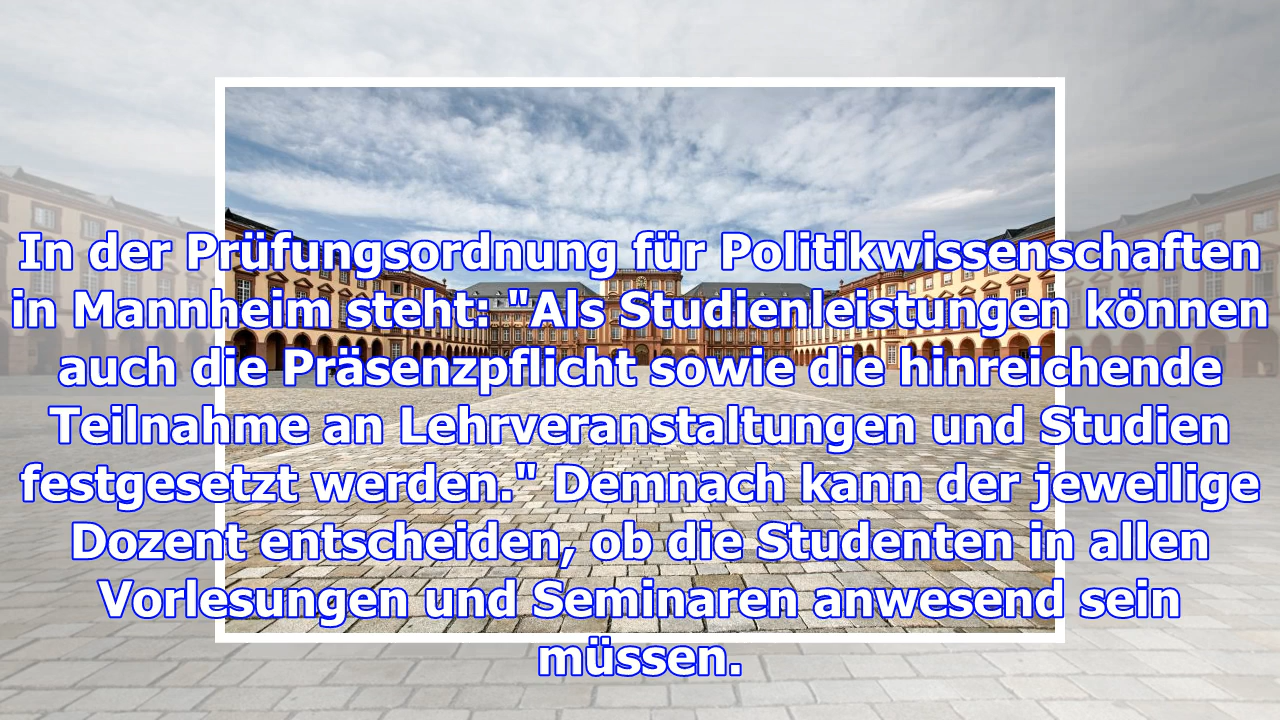 In der Prüfungsordnung für Politikwissenschaften
in Mannheim steht: "Als Studienleistungen können
auch die Präsenzpflicht sowie die hinreichende
Teilnahme an Lehrveranstaltungen und Studien
festgesetzt werden." Demnach kann der jeweilige
Dozent entscheiden, ob die Studenten in allen
Vorlesungen und Seminaren anwesend sein
müssen.